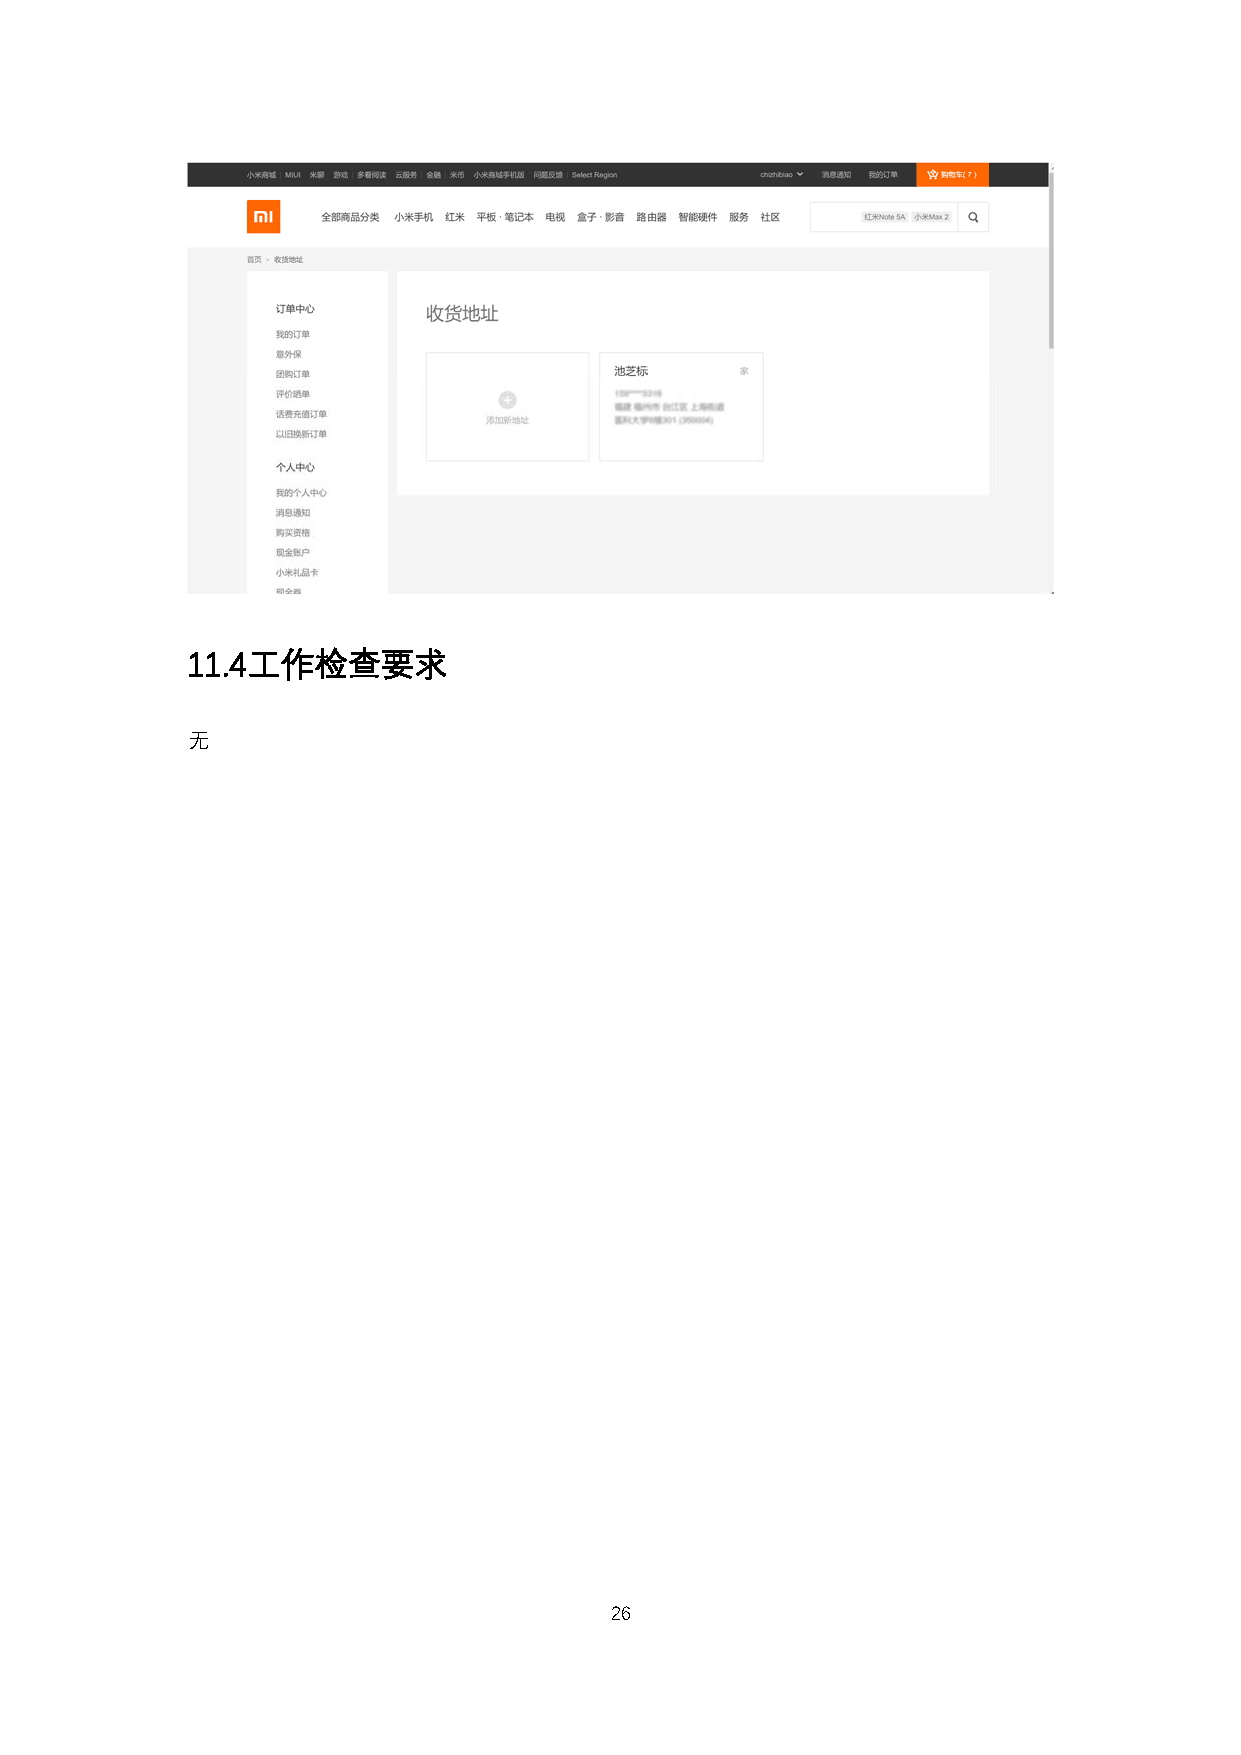 小米商城 | MIUI 米聊 游戏 | 多看阅读 云服务 | 金融 | 米币 小米商城手机版 问题反馈 | Select Region chizhibiao 消息通知 我的订单 购物车( 7 )
全部商品分类 小米手机 红米 平板 · 笔记本 电视 盒子 · 影音 路由器 智能硬件 服务 社区 红米Note 5A 小米Max 2
首页 > 收货地址
订单中心
我的订单
意外保
团购订单
评价晒单
话费充值订单
以旧换新订单
个人中心
我的个人中心
消息通知
购买资格
现金账户
小米礼品卡
现金券
收货地址
添加新地址
池芝标 家
11.4工作检查要求
无
26